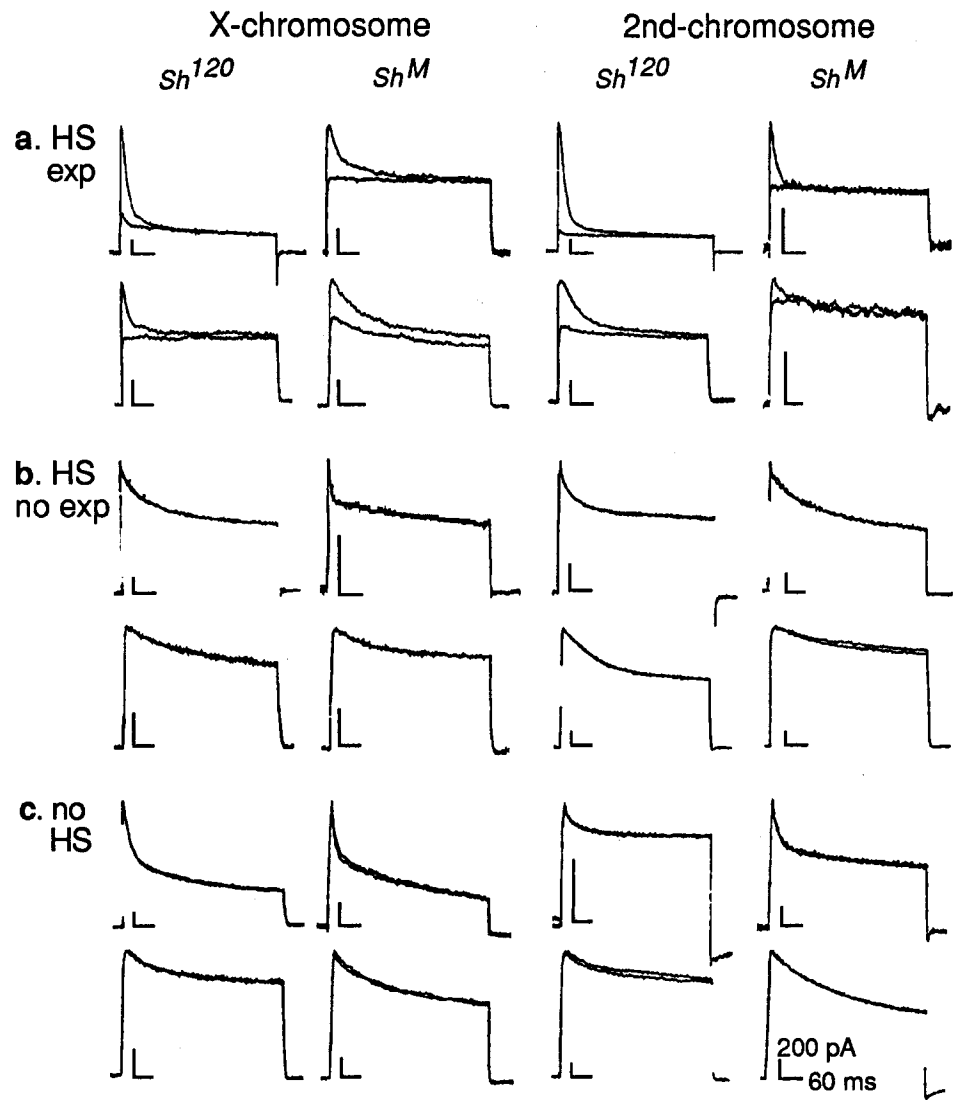 X-chromosome 2nd-chromosome
Sh120 ShM Sh120 ShM
a. HS
exp
b. HS
no exp
c. no
HS
200 pA
60 ms